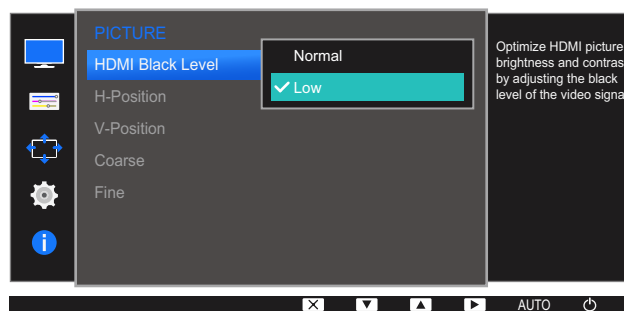 PICTURE
HDMI Black Level
Normal
Low
H-Position
V-Position
Coarse
Fine
Optimize HDMI picture
brightness and contras
by adjusting the black
level of the video signa
AUTO